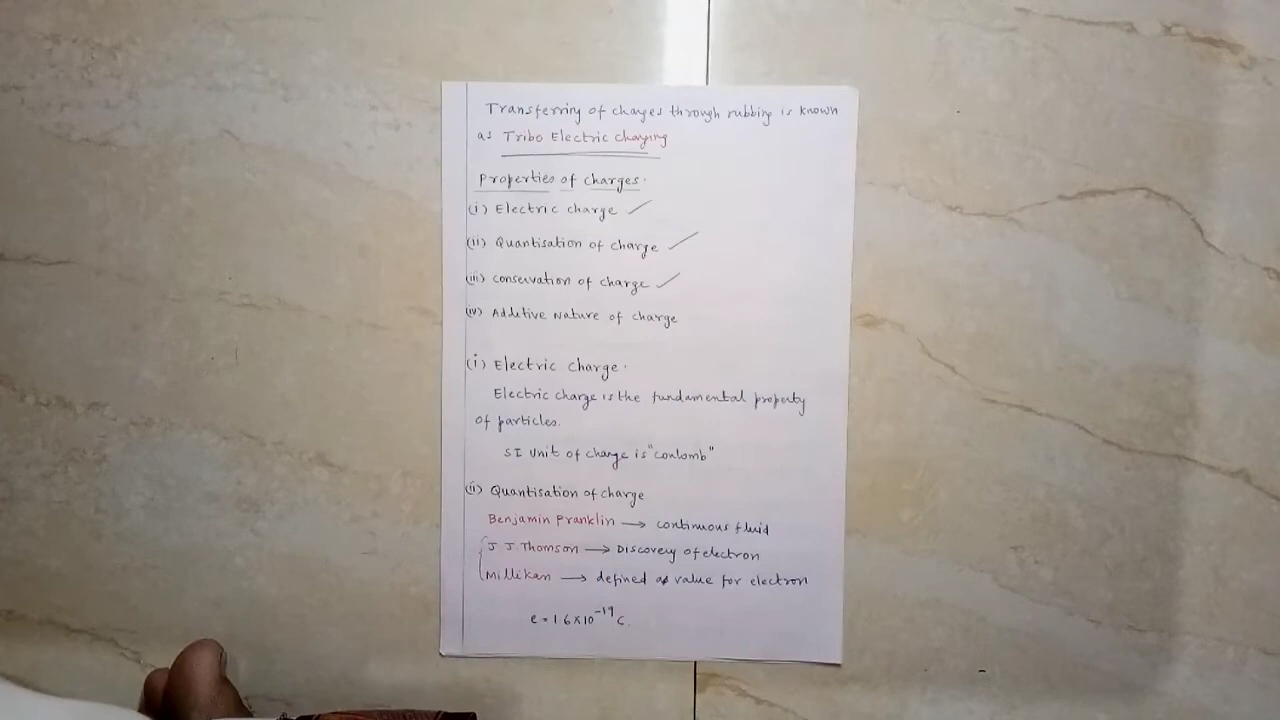 Transferring of charges through rubbing is known
as Tribo Electric Charging
Properties of charges.
(i) Electric charge
(ii) Quantisation of charge
(iii) conservation of charge
(iv) Additive Nature of charge
(i) Electric charge.
Electric charge is the fundamental property
of particles.
SI Unit of charge is "coulomb"
(ii) Quantisation of charge
Benjamin Franklin → continuous fluid
J J. Thomson → Discovery of electron
Millikan → defined value for electron
e = 1.6×10⁻¹⁹ C.